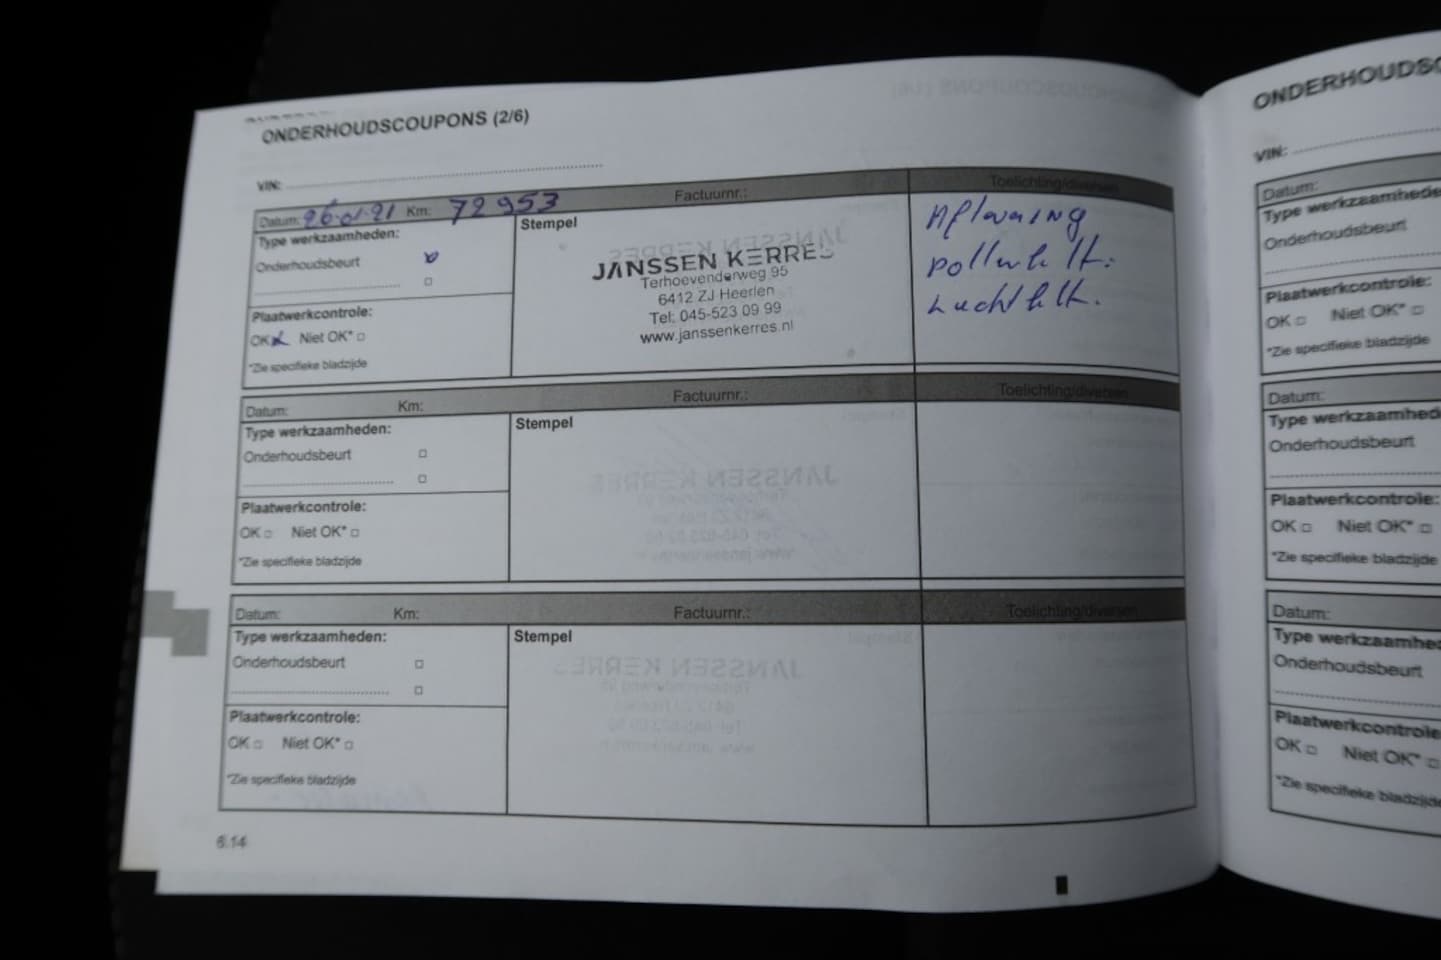 ONDERHOUDSCOUPONS (2/6)
VIN:
Datum: 26-01-21 Km: 72953 Factuurnr.: Toelichting/diversen
Type werkzaamheden:
Onderhoudsbeurt
Plaatwerkcontrole:
OK Niet OK*
*Zie specifieke bladzijde
Stempel
JANSSEN KERRES
Terhoevenderweg 95
6412 ZJ Heerlen
Tel: 045-523 09 99
www.janssenkerres.nl
Aflevering
pollenfilt.
Luchtfilt.
Datum: Km: Factuurnr.: Toelichting/diversen
Type werkzaamheden:
Onderhoudsbeurt
Plaatwerkcontrole:
OK Niet OK*
*Zie specifieke bladzijde
Stempel
Datum: Km: Factuurnr.: Toelichting/diversen
Type werkzaamheden:
Onderhoudsbeurt
Plaatwerkcontrole:
OK Niet OK*
*Zie specifieke bladzijde
Stempel
6.14
ONDERHOUDSC
VIN:
Datum:
Type werkzaamhede
Onderhoudsbeurt
Plaatwerkcontrole:
OK Niet OK*
*Zie specifieke bladzijde
Datum:
Type werkzaamhed
Onderhoudsbeurt
Plaatwerkcontrole:
OK Niet OK*
*Zie specifieke bladzijde
Datum:
Type werkzaamhe
Onderhoudsbeurt
Plaatwerkcontrole
OK Niet OK*
*Zie specifieke bladzijde